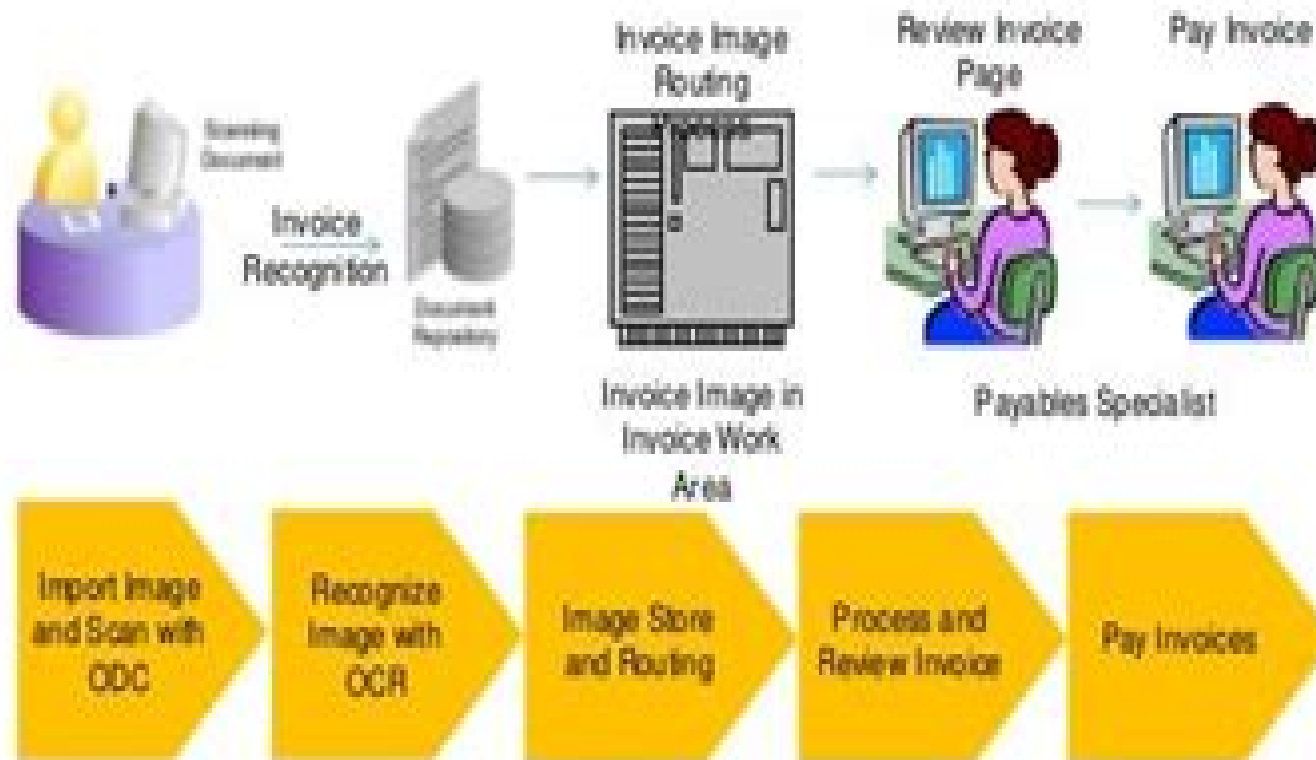 Invoice Image
Routing
Review Invoice
Page
Pay Invoice
Scanning
Document
Invoice
Recognition
Document
Repository
Invoice Image in
Invoice Work
Area
Payables Specialist
Import Image
and Scan with
ODC
Recognize
Image with
OCR
Image Store
and Routing
Process and
Review Invoice
Pay Invoices